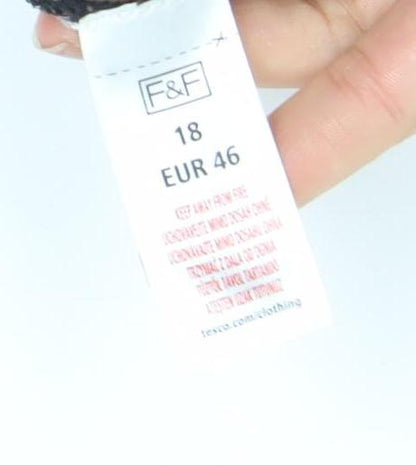 F&F
18
EUR 46
KEEP AWAY FROM FIRE
UCHOVÁVEJTE MIMO DOSAH OHNĚ
UCHOVÁVAJTE MIMO DOSAHU OHŇA
TRZYMAĆ Z DALA OD OGNIA
TŰZTŐL TÁVOL TARTANDÓ
ATEŞTEN UZAK TUTUNUZ
tesco.com/clothing